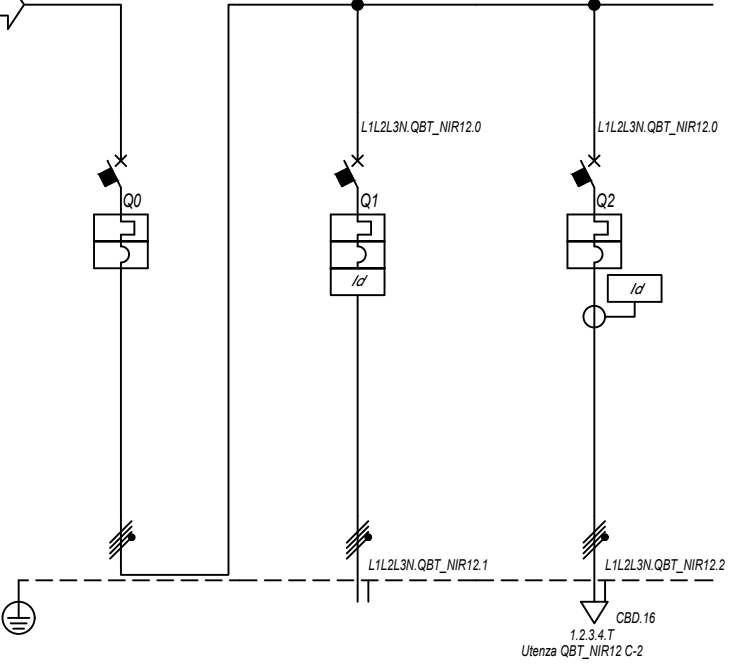 L1L2L3N.QBT_NIR12.0
L1L2L3N.QBT_NIR12.0
Q0
Q1
Q2
Id
Id
L1L2L3N.QBT_NIR12.1
L1L2L3N.QBT_NIR12.2
CBD.16
1.2.3.4.T
Utenza QBT_NIR12 C-2